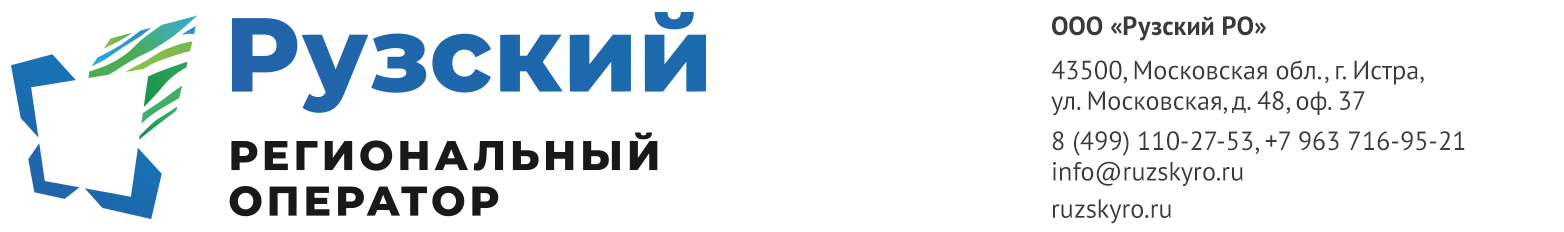 Рузский
РЕГИОНАЛЬНЫЙ
ОПЕРАТОР
ООО «Рузский РО»
43500, Московская обл., г. Истра,
ул. Московская, д. 48, оф. 37
8 (499) 110-27-53, +7 963 716-95-21
info@ruzskyro.ru
ruzskyro.ru